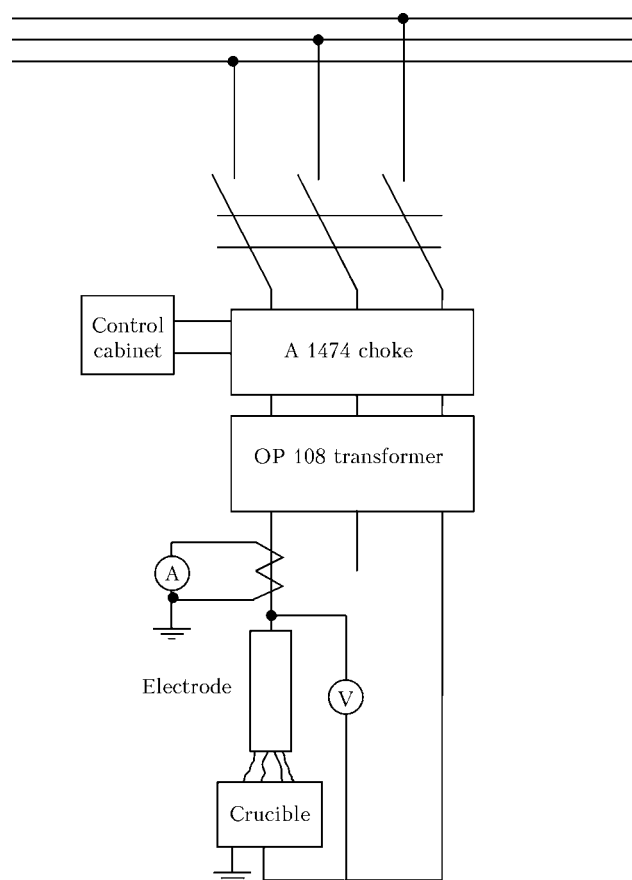 Control
cabinet
A 1474 choke
OP 108 transformer
A
Electrode
V
Crucible